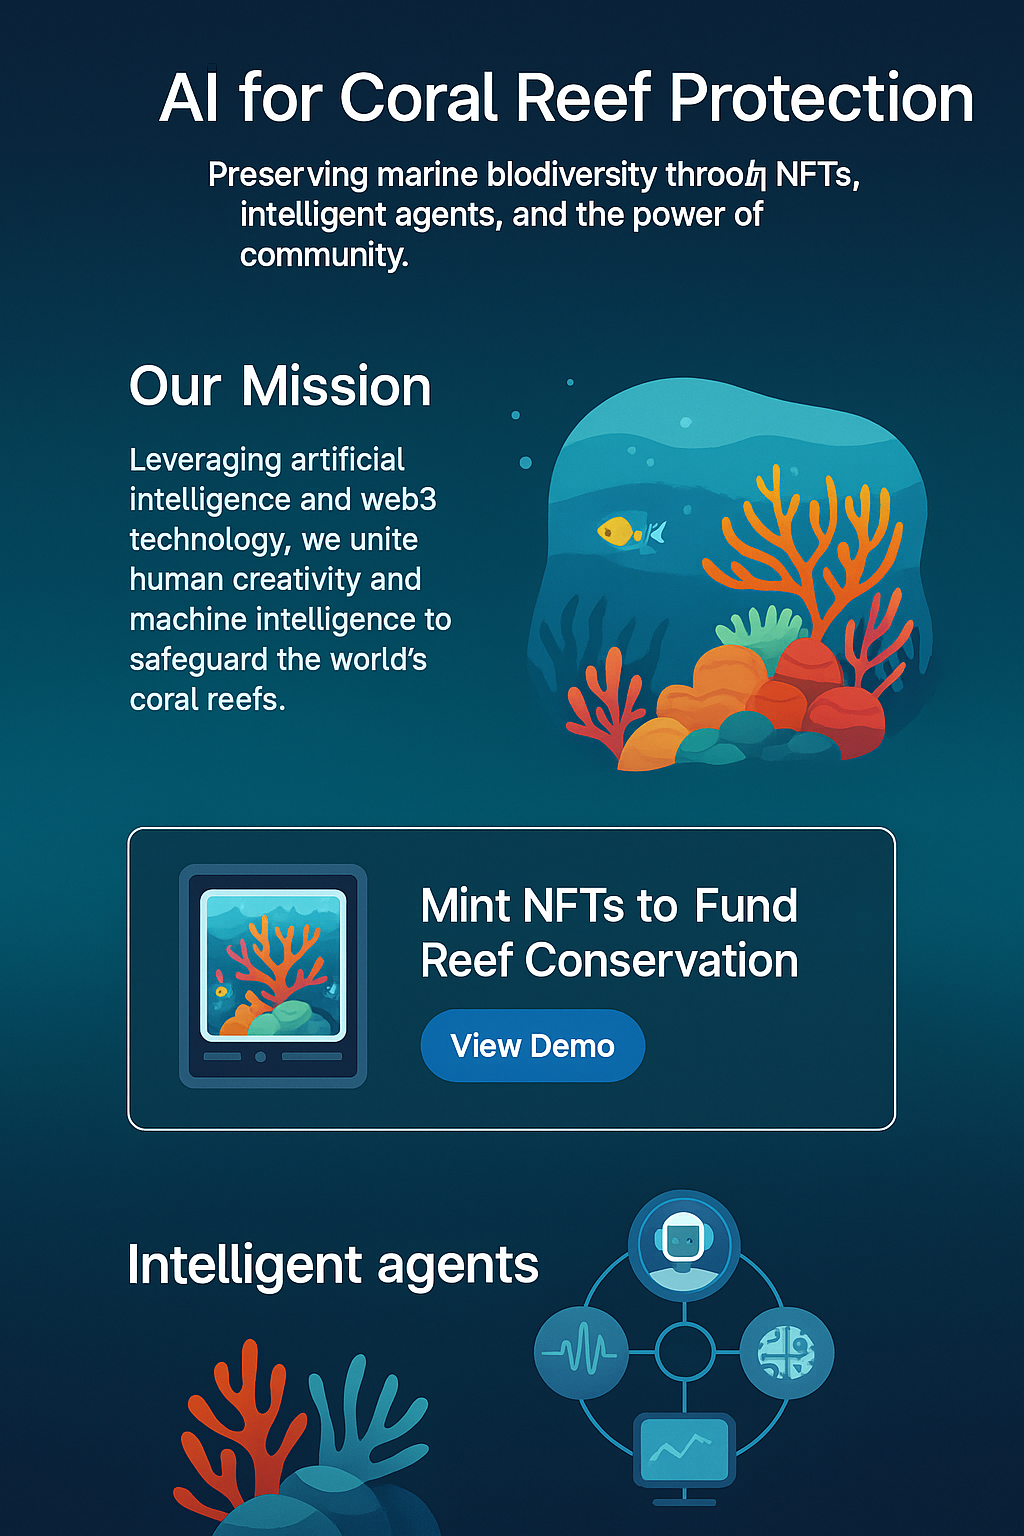 AI for Coral Reef Protection
Preserving marine blodiversity NFTs,
intelligent agents, and the power of
community.
Our Mission
Leveraging artificial
intelligence and web3
technology, we unite
human creativity and
machine intelligence to
safeguard the world's
coral reefs.
Mint NFTs to Fund
Reef Conservation
View Demo
Intelligent agents